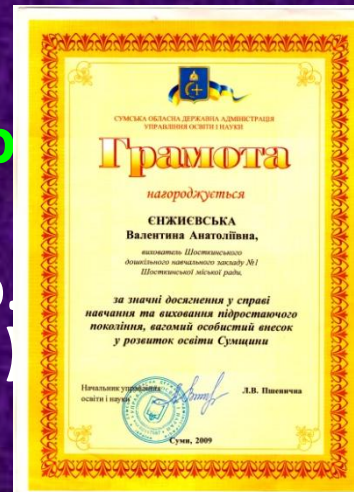 СУМСЬКА ОБЛАСНА ДЕРЖАВНА АДМІНІСТРАЦІЯ
УПРАВЛІННЯ ОСВІТИ І НАУКИ
Грамота
нагороджується
ЄНЖИЄВСЬКА
Валентина Анатоліївна,
вихователь Шосткинського
дошкільного навчального закладу №1
Шосткинської міської ради,
за значні досягнення у справі
навчання та виховання підростаючого
покоління, вагомий особистий внесок
у розвиток освіти Сумщини
Начальник управління
освіти і науки
Л.В. Пшенична
Суми, 2009